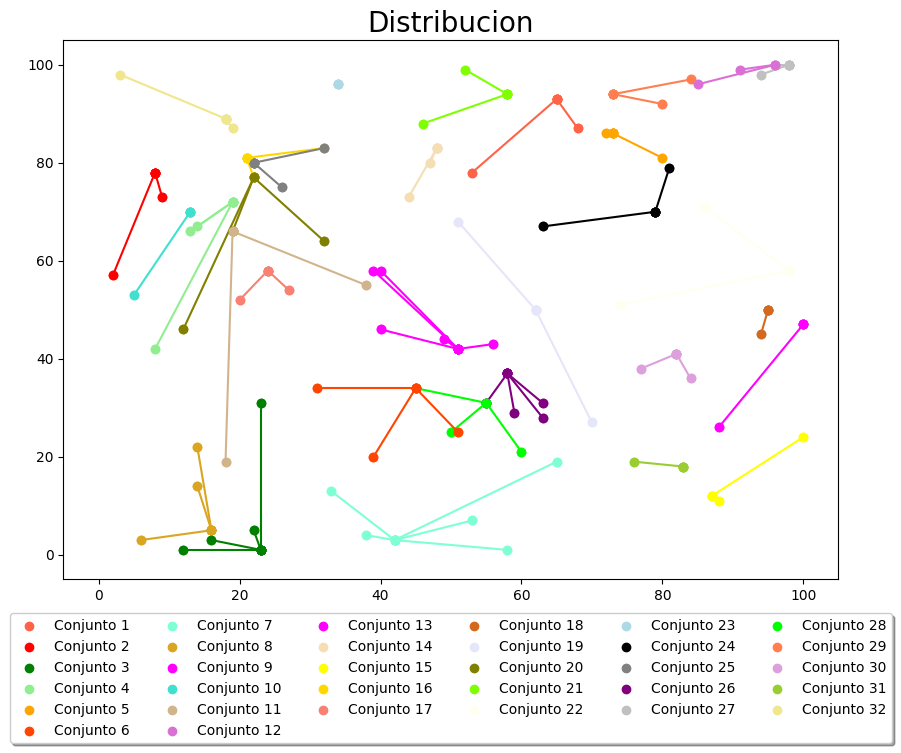 Distribucion
100
80
60
40
20
0
0 20 40 60 80 100
Conjunto 1 Conjunto 7 Conjunto 13 Conjunto 18 Conjunto 23 Conjunto 28
Conjunto 2 Conjunto 8 Conjunto 14 Conjunto 19 Conjunto 24 Conjunto 29
Conjunto 3 Conjunto 9 Conjunto 15 Conjunto 20 Conjunto 25 Conjunto 30
Conjunto 4 Conjunto 10 Conjunto 16 Conjunto 21 Conjunto 26 Conjunto 31
Conjunto 5 Conjunto 11 Conjunto 17 Conjunto 22 Conjunto 27 Conjunto 32
Conjunto 6 Conjunto 12